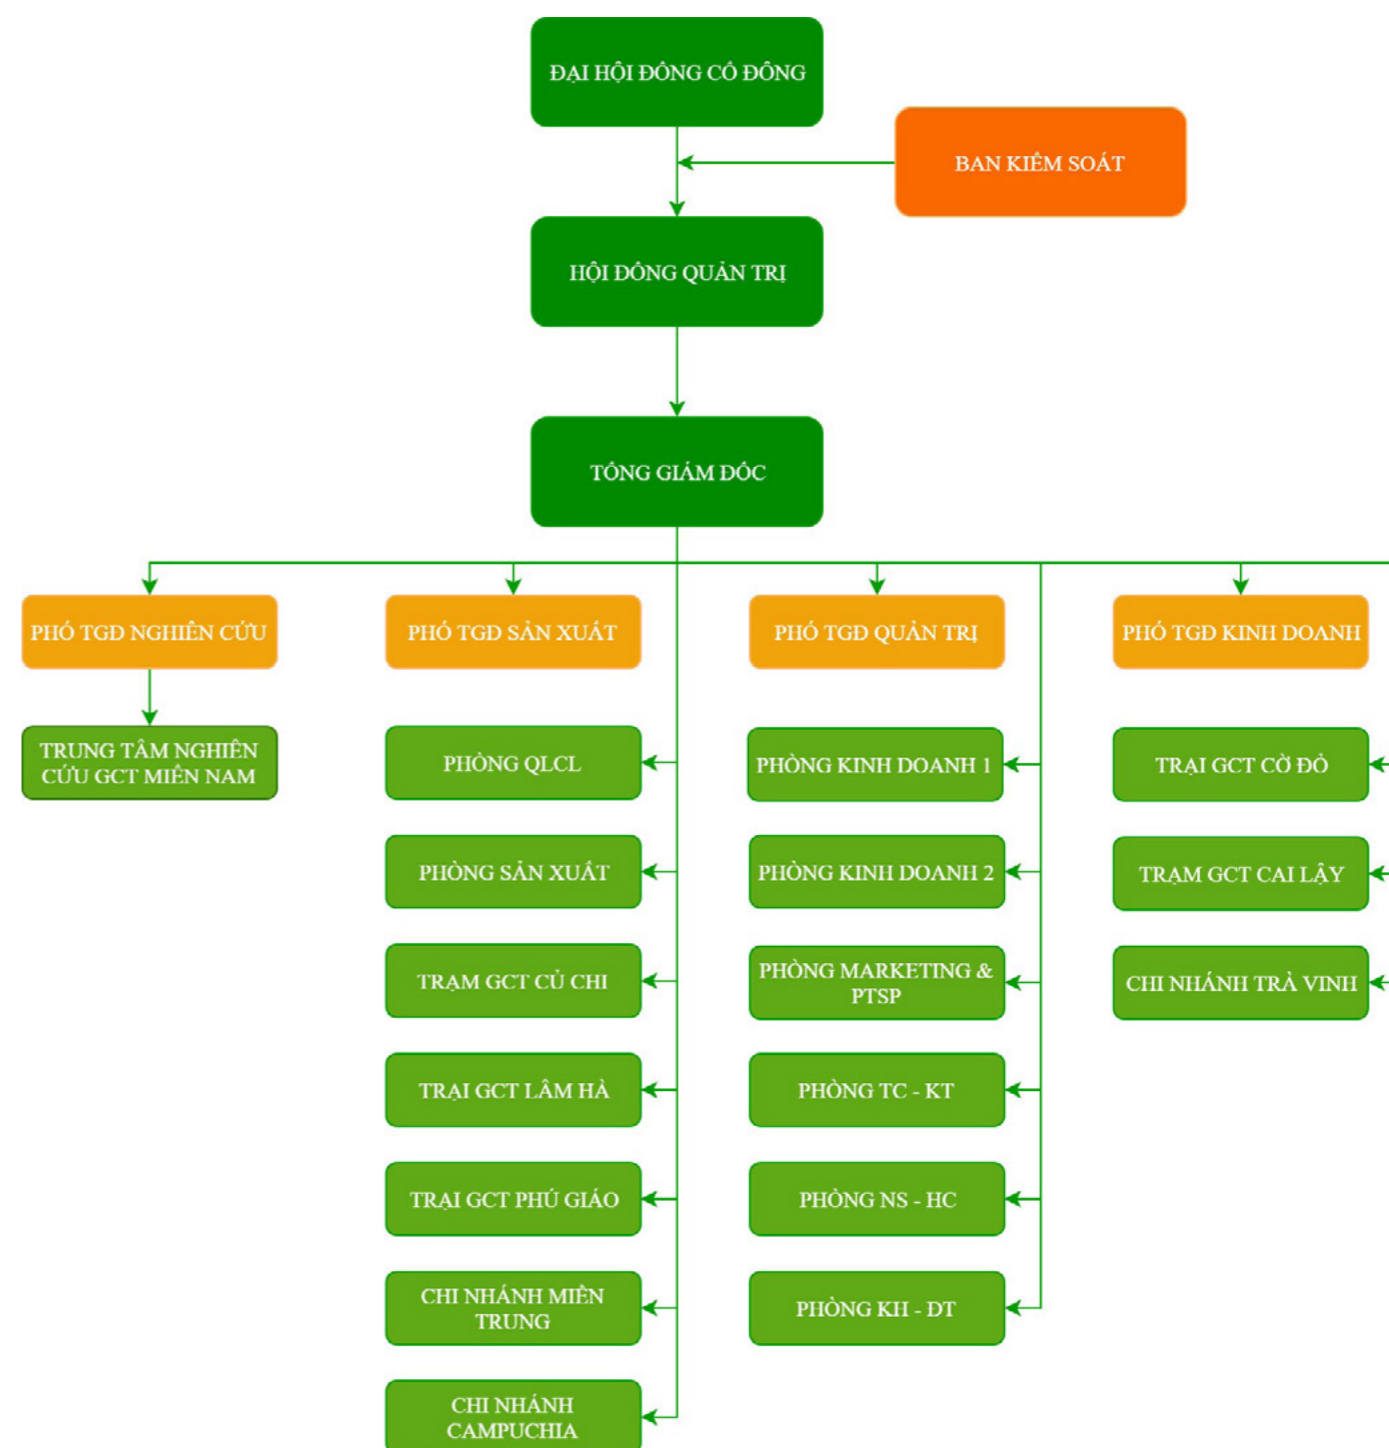 ĐẠI HỘI ĐỒNG CỔ ĐÔNG
BAN KIỂM SOÁT
HỘI ĐỒNG QUẢN TRỊ
TỔNG GIÁM ĐỐC
PHÓ TGĐ NGHIÊN CỨU
PHÓ TGĐ SẢN XUẤT
PHÓ TGĐ QUẢN TRỊ
PHÓ TGĐ KINH DOANH
TRUNG TÂM NGHIÊN
CỨU GCT MIỀN NAM
PHÒNG QLCL
PHÒNG SẢN XUẤT
TRẠM GCT CỦ CHI
TRẠI GCT LÂM HÀ
TRẠI GCT PHÚ GIÁO
CHI NHÁNH MIỀN
TRUNG
CHI NHÁNH
CAMPUCHIA
PHÒNG KINH DOANH 1
PHÒNG KINH DOANH 2
PHÒNG MARKETING &
PTSP
PHÒNG TC - KT
PHÒNG NS - HC
PHÒNG KH - ĐT
TRẠI GCT CỜ ĐỎ
TRẠM GCT CAI LẬY
CHI NHÁNH TRÀ VINH